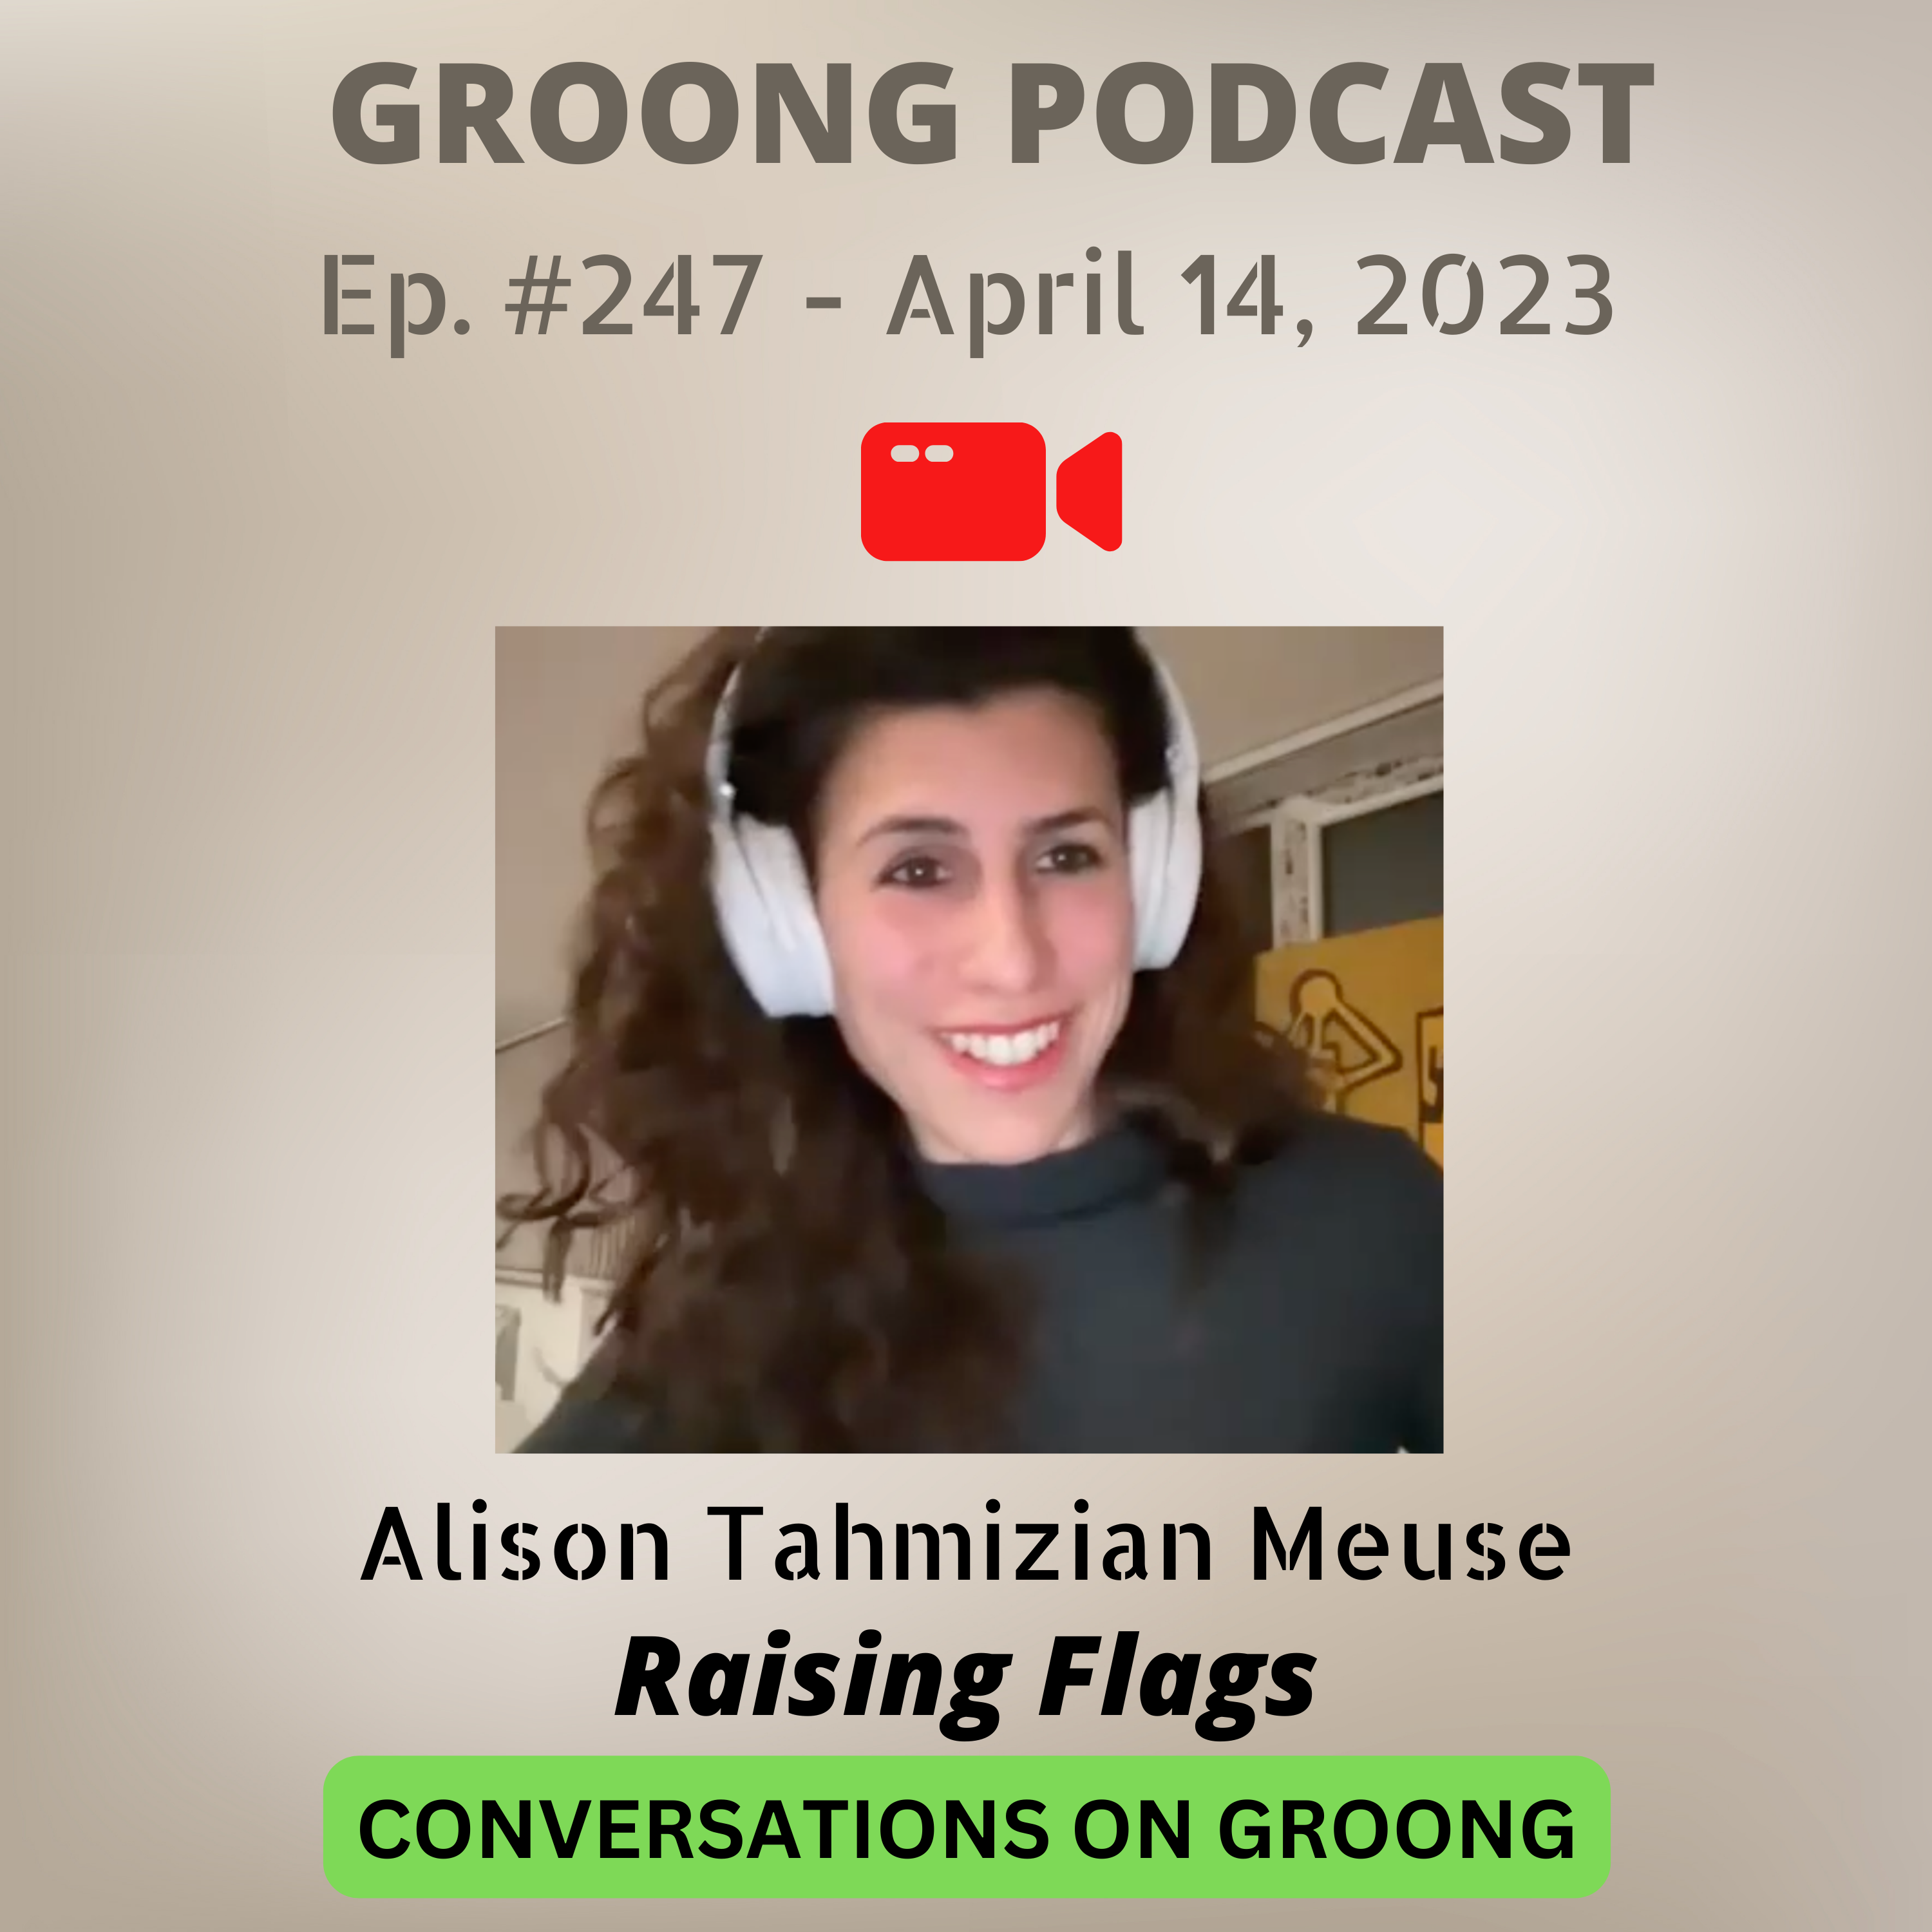 GROONG PODCAST
Ep. #247 - April 14, 2023
Alison Tahmizian Meuse
Raising Flags
CONVERSATIONS ON GROONG